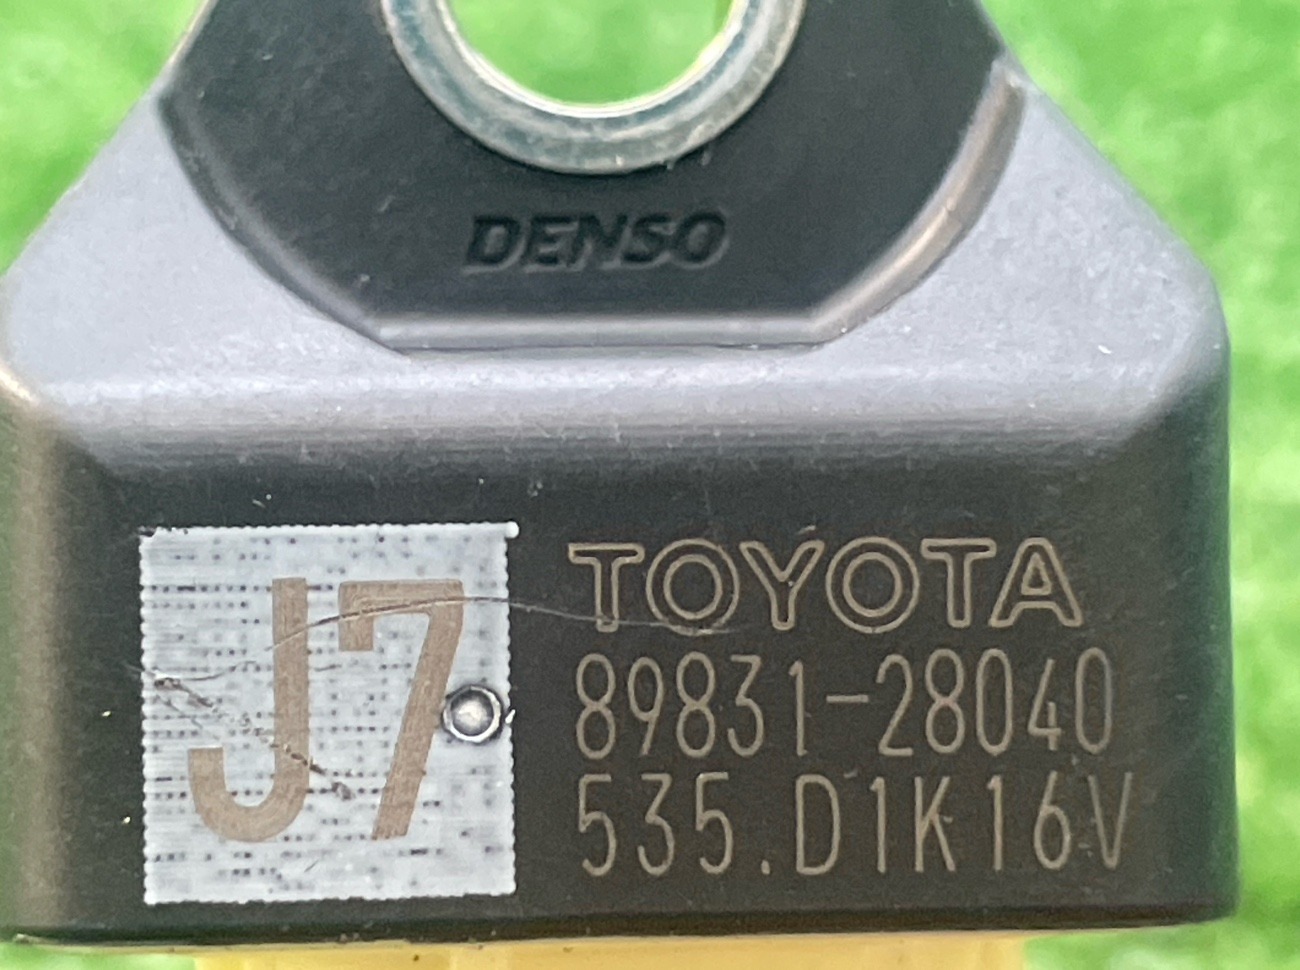 DENSO
J7
TOYOTA
89831-28040
535.D1K16V